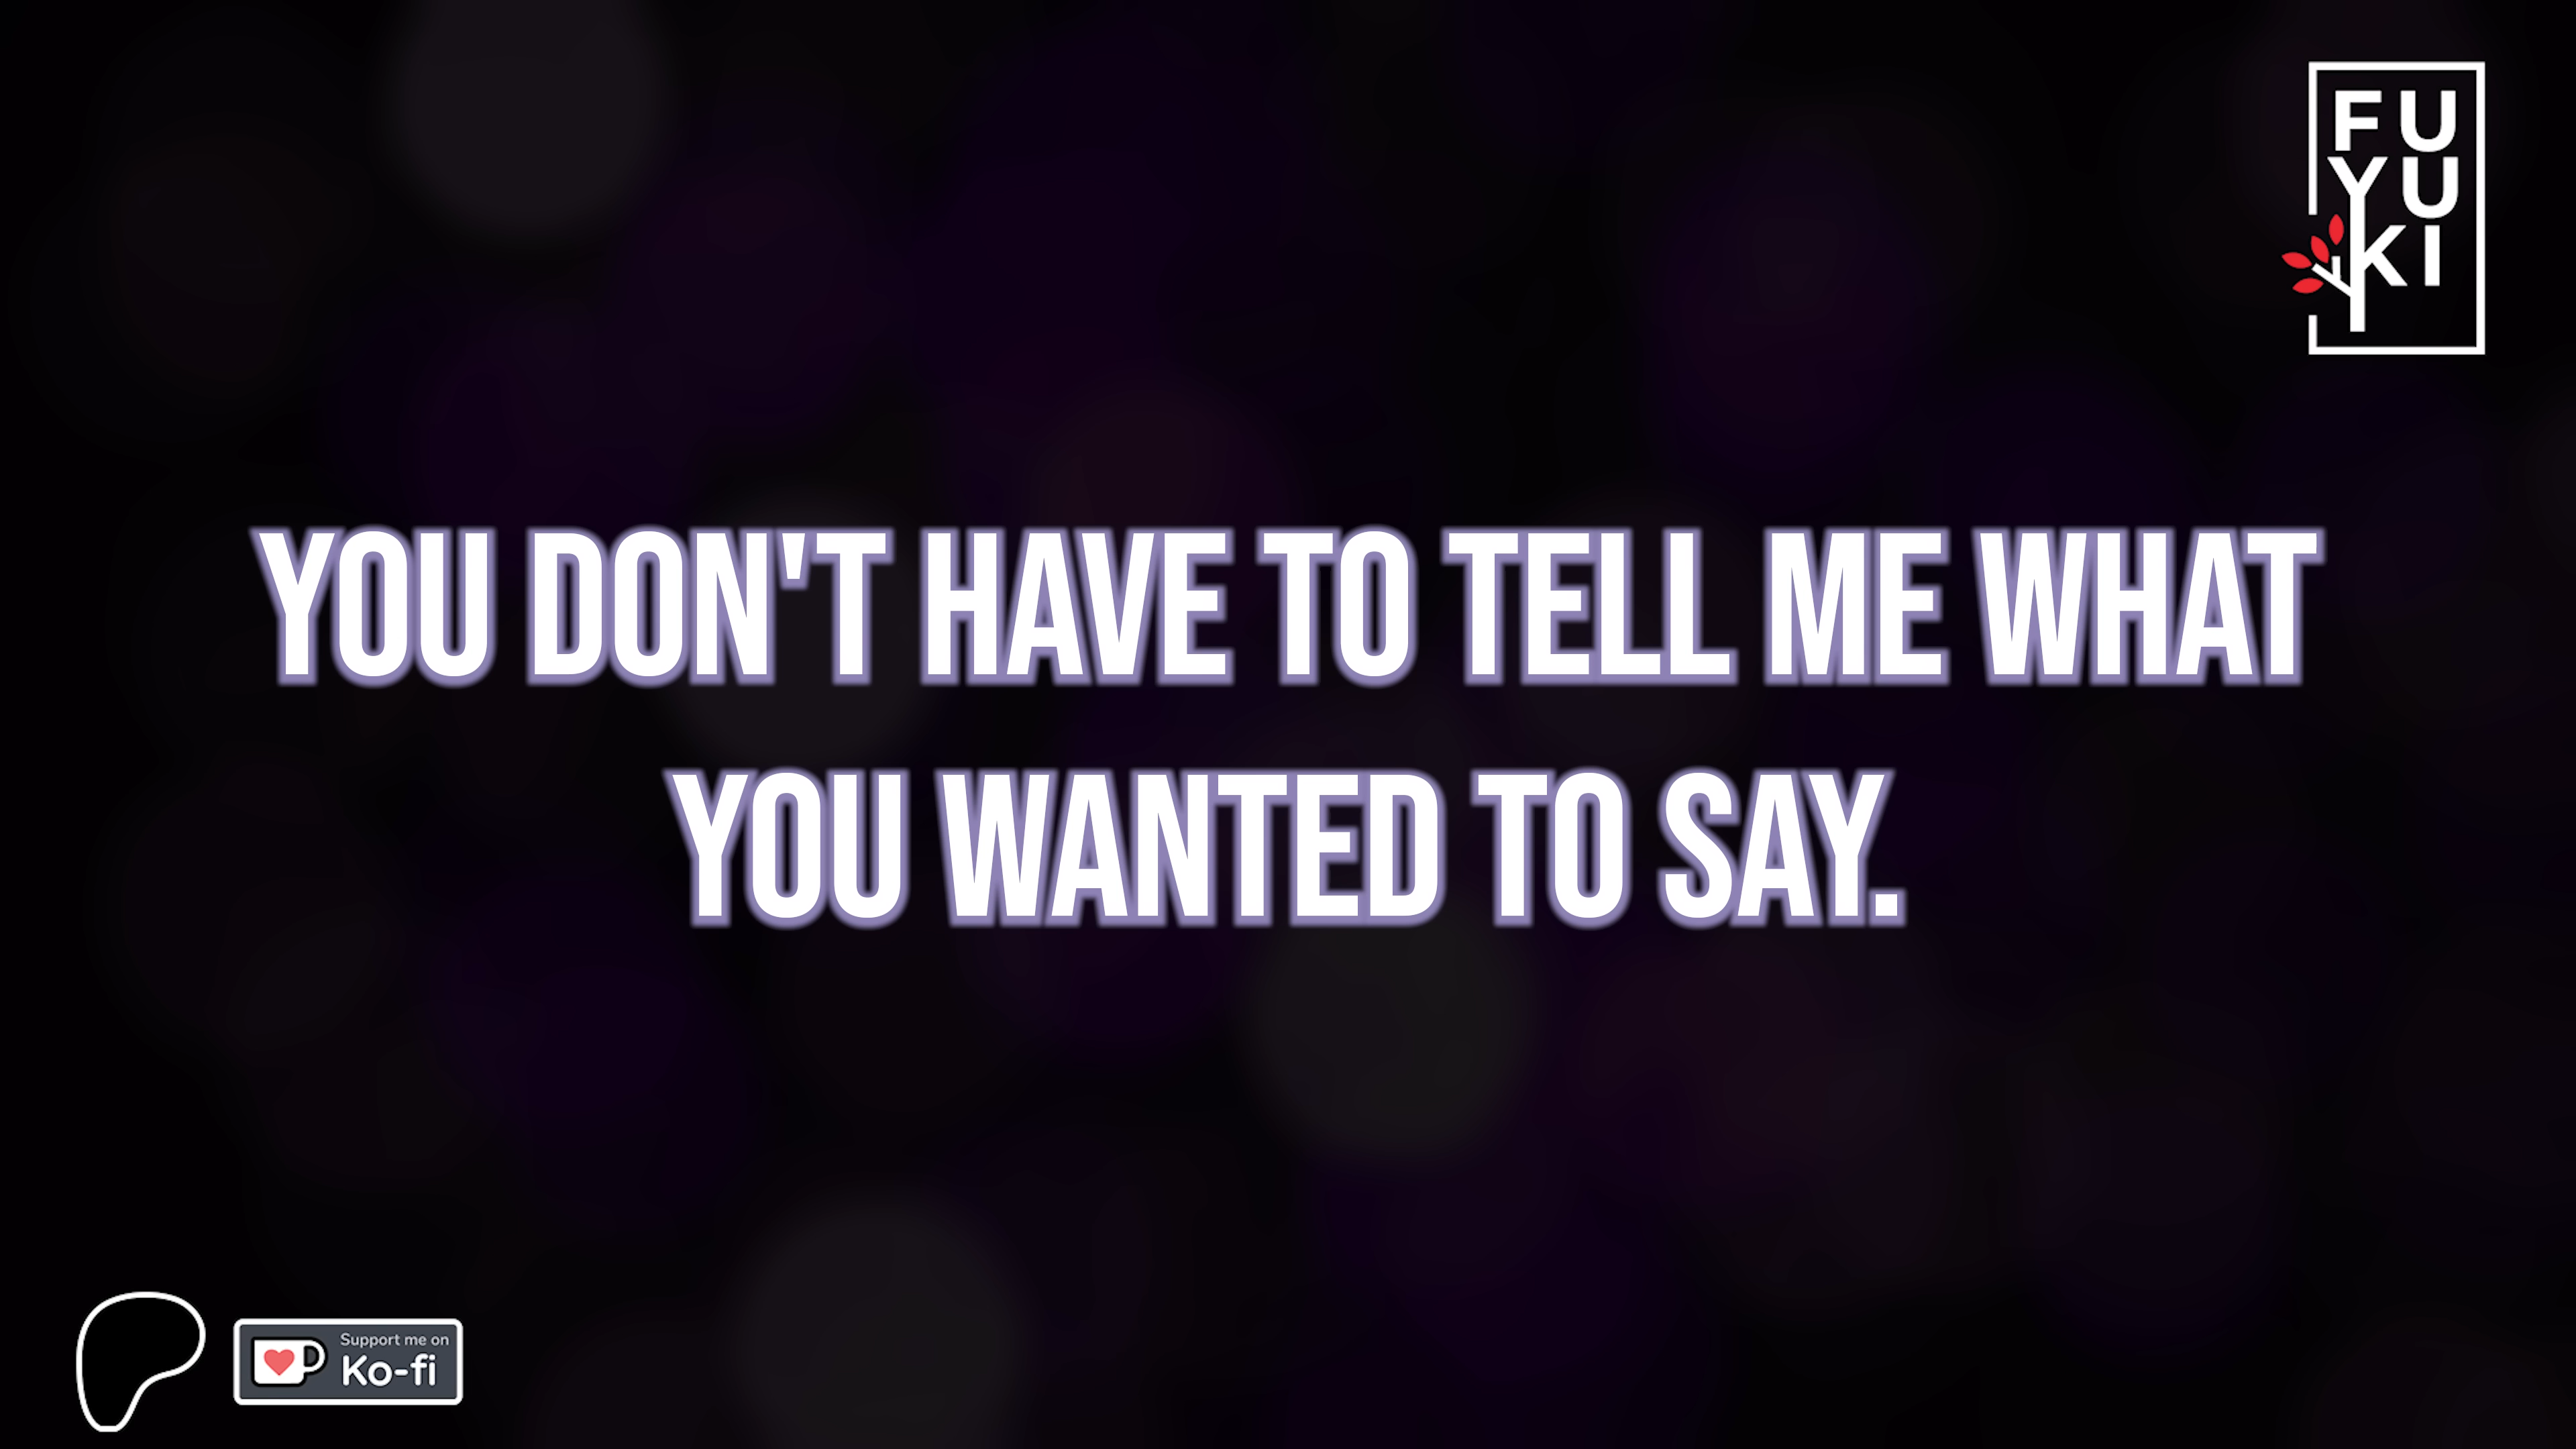 FU
YU
KI
YOU DON'T HAVE TO TELL ME WHAT
YOU WANTED TO SAY.
Support me on
Ko-fi